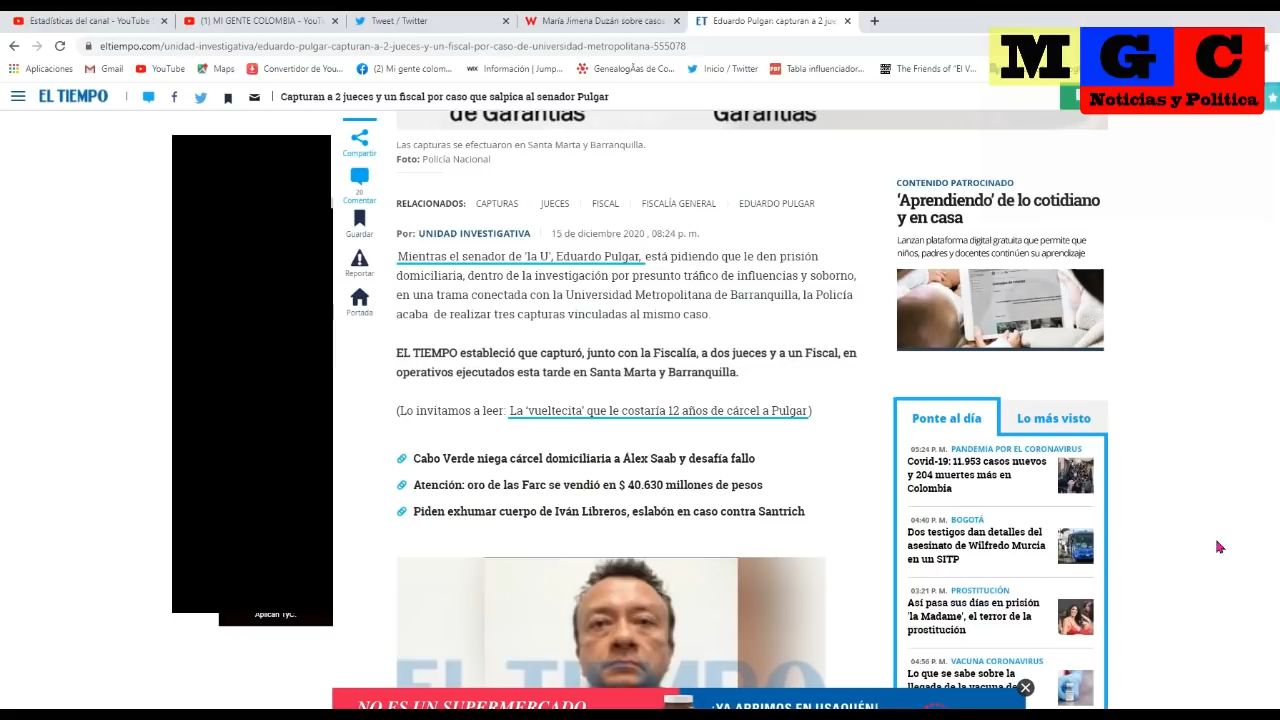 Estadísticas del canal - YouTube S
(1) MI GENTE COLOMBIA - YouTu
Tweet / Twitter
María Jimena Duzán sobre casos
ET Eduardo Pulgar: capturan a 2 jue
eltiempo.com/unidad-investigativa/eduardo-pulgar-capturan-a-2-jueces-y-un-fiscal-por-caso-de-universidad-metropolitana-555078
Aplicaciones
Gmail
YouTube
Maps
Convertidor de You...
(2) Mi gente colom...
WIX Información | Jump...
Inicio / Twitter
Tabla influenciador...
The Friends of "El V...
M G C
Noticias y Politica
EL TIEMPO
Capturan a 2 jueces y un fiscal por caso que salpica al senador Pulgar
de Garantías
Garantías
Las capturas se efectuaron en Santa Marta y Barranquilla.
Foto: Policía Nacional
Compartir
20
Comentar
Guardar
Reportar
Portada
RELACIONADOS: CAPTURAS JUECES FISCAL FISCALÍA GENERAL EDUARDO PULGAR
Por: UNIDAD INVESTIGATIVA 15 de diciembre 2020 , 08:24 p. m.
Mientras el senador de 'la U', Eduardo Pulgar, está pidiendo que le den prisión
domiciliaria, dentro de la investigación por presunto tráfico de influencias y soborno,
en una trama conectada con la Universidad Metropolitana de Barranquilla, la Policía
acaba de realizar tres capturas vinculadas al mismo caso.
EL TIEMPO estableció que capturó, junto con la Fiscalía, a dos jueces y a un Fiscal, en
operativos ejecutados esta tarde en Santa Marta y Barranquilla.
(Lo invitamos a leer: La 'vueltecita' que le costaría 12 años de cárcel a Pulgar)
Cabo Verde niega cárcel domiciliaria a Álex Saab y desafía fallo
Atención: oro de las Farc se vendió en $ 40.630 millones de pesos
Piden exhumar cuerpo de Iván Libreros, eslabón en caso contra Santrich
EL TIEMPO
Aplican TyC.
CONTENIDO PATROCINADO
'Aprendiendo' de lo cotidiano
y en casa
Lanzan plataforma digital gratuita que permite que
niños, padres y docentes continúen su aprendizaje
Ponte al día
Lo más visto
05:24 P. M. PANDEMIA POR EL CORONAVIRUS
Covid-19: 11.953 casos nuevos
y 204 muertes más en
Colombia
04:40 P. M. BOGOTÁ
Dos testigos dan detalles del
asesinato de Wilfredo Murcia
en un SITP
03:21 P. M. PROSTITUCIÓN
Así pasa sus días en prisión
'la Madame', el terror de la
prostitución
04:56 P. M. VACUNA CORONAVIRUS
Lo que se sabe sobre la
llegada de la vacuna de
NO ES UN SUPERMERCADO
¡YA ABRIMOS EN USAQUÉN!